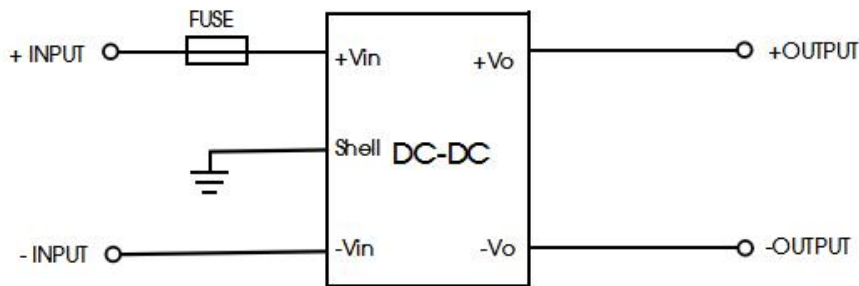 FUSE
+ INPUT
+Vin
+Vo
+OUTPUT
Shell
DC-DC
- INPUT
-Vin
-Vo
-OUTPUT